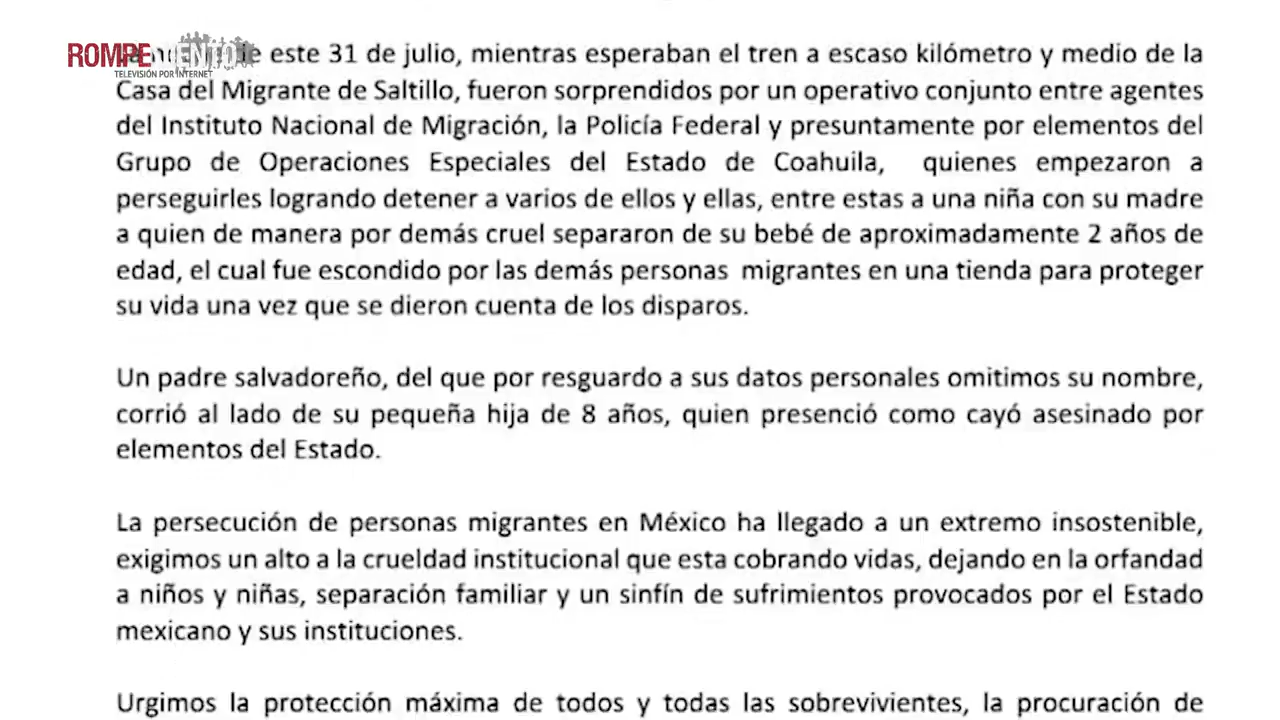 ROMPEVIENTO
TELEVISIÓN POR INTERNET
este 31 de julio, mientras esperaban el tren a escaso kilómetro y medio de la
Casa del Migrante de Saltillo, fueron sorprendidos por un operativo conjunto entre agentes
del Instituto Nacional de Migración, la Policía Federal y presuntamente por elementos del
Grupo de Operaciones Especiales del Estado de Coahuila, quienes empezaron a
perseguirles logrando detener a varios de ellos y ellas, entre estas a una niña con su madre
a quien de manera por demás cruel separaron de su bebé de aproximadamente 2 años de
edad, el cual fue escondido por las demás personas migrantes en una tienda para proteger
su vida una vez que se dieron cuenta de los disparos.
Un padre salvadoreño, del que por resguardo a sus datos personales omitimos su nombre,
corrió al lado de su pequeña hija de 8 años, quien presenció como cayó asesinado por
elementos del Estado.
La persecución de personas migrantes en México ha llegado a un extremo insostenible,
exigimos un alto a la crueldad institucional que esta cobrando vidas, dejando en la orfandad
a niños y niñas, separación familiar y un sinfín de sufrimientos provocados por el Estado
mexicano y sus instituciones.
Urgimos la protección máxima de todos y todas las sobrevivientes, la procuración de